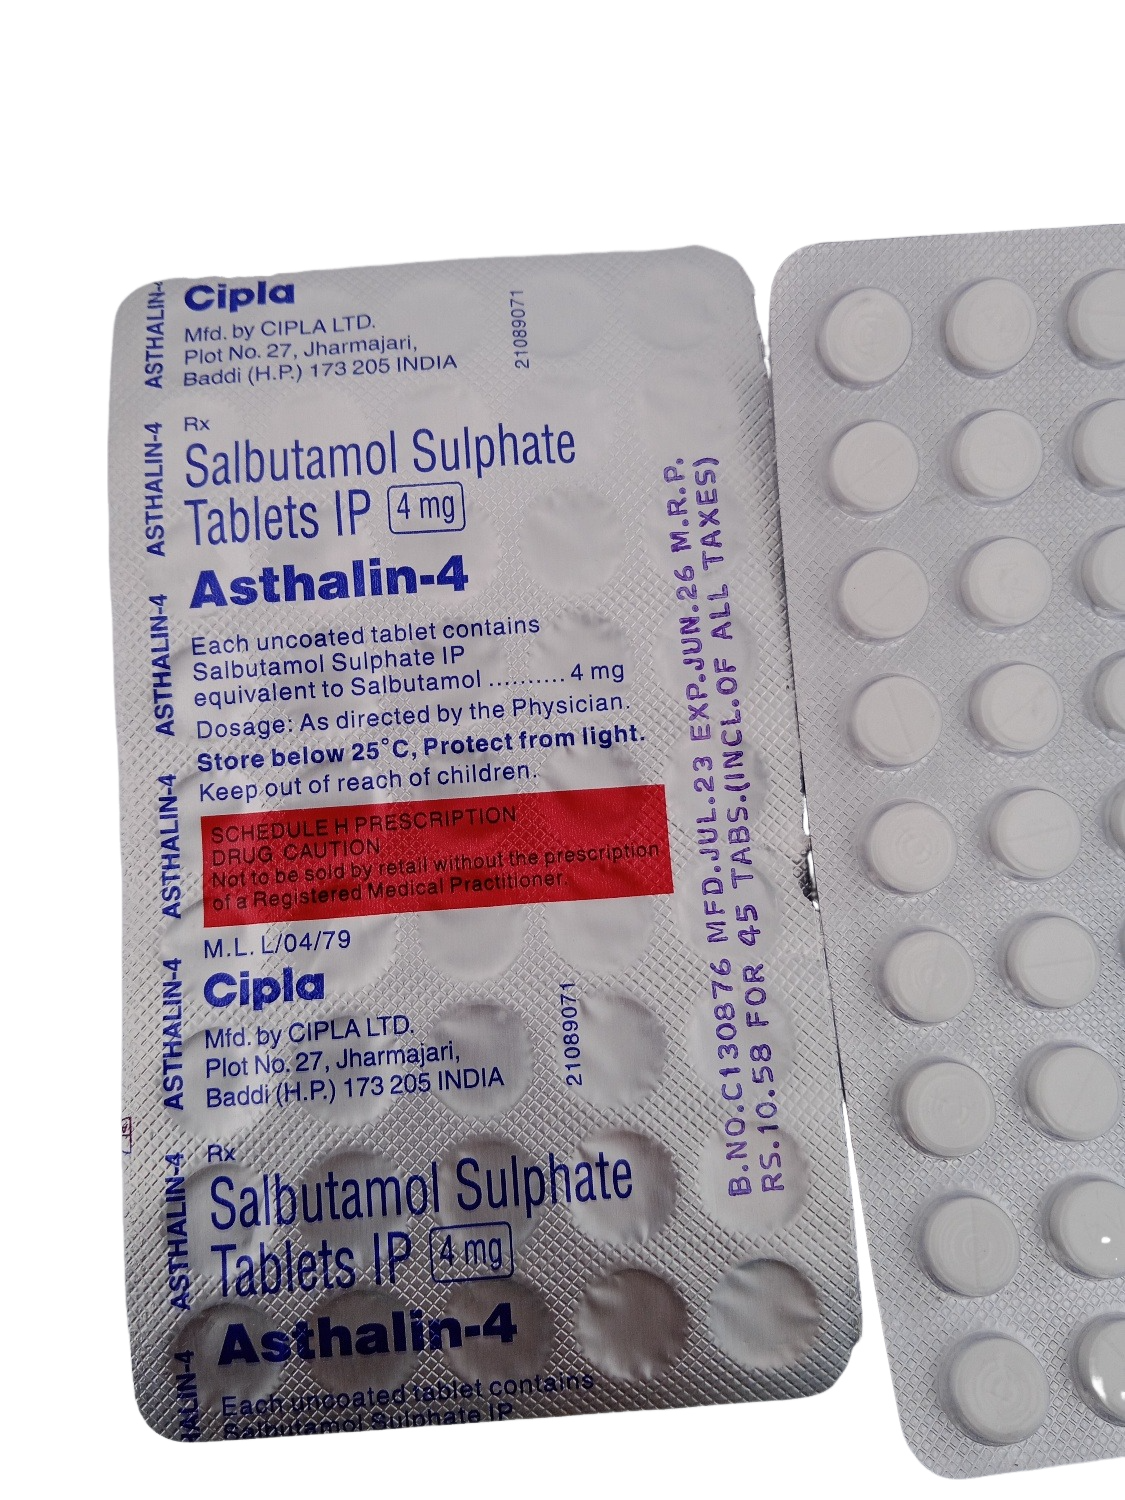 Cipla
Mfd. by CIPLA LTD.
Plot No. 27, Jharmajari,
Baddi (H.P.) 173 205 INDIA
21089071
Rx
Salbutamol Sulphate
Tablets IP 4 mg
Asthalin-4
Each uncoated tablet contains
Salbutamol Sulphate IP
equivalent to Salbutamol .......... 4 mg
Dosage: As directed by the Physician.
Store below 25°C, Protect from light.
Keep out of reach of children.
SCHEDULE H PRESCRIPTION
DRUG CAUTION
Not to be sold by retail without the prescription
of a Registered Medical Practitioner.
M.L. L/04/79
Cipla
Mfd. by CIPLA LTD.
Plot No. 27, Jharmajari,
Baddi (H.P.) 173 205 INDIA
21089071
Rx
Salbutamol Sulphate
Tablets IP 4 mg
Asthalin-4
Each uncoated tablet contains
Salbutamol Sulphate IP
ASTHALIN-4
ASTHALIN-4
ASTHALIN-4
ASTHALIN-4
ASTHALIN-4
ASTHALIN-4
ALIN-4
B.NO.C130876 MFD.JUL.23 EXP.JUN.26 M.R.P.
RS.10.58 FOR 45 TABS.(INCL.OF ALL TAXES)